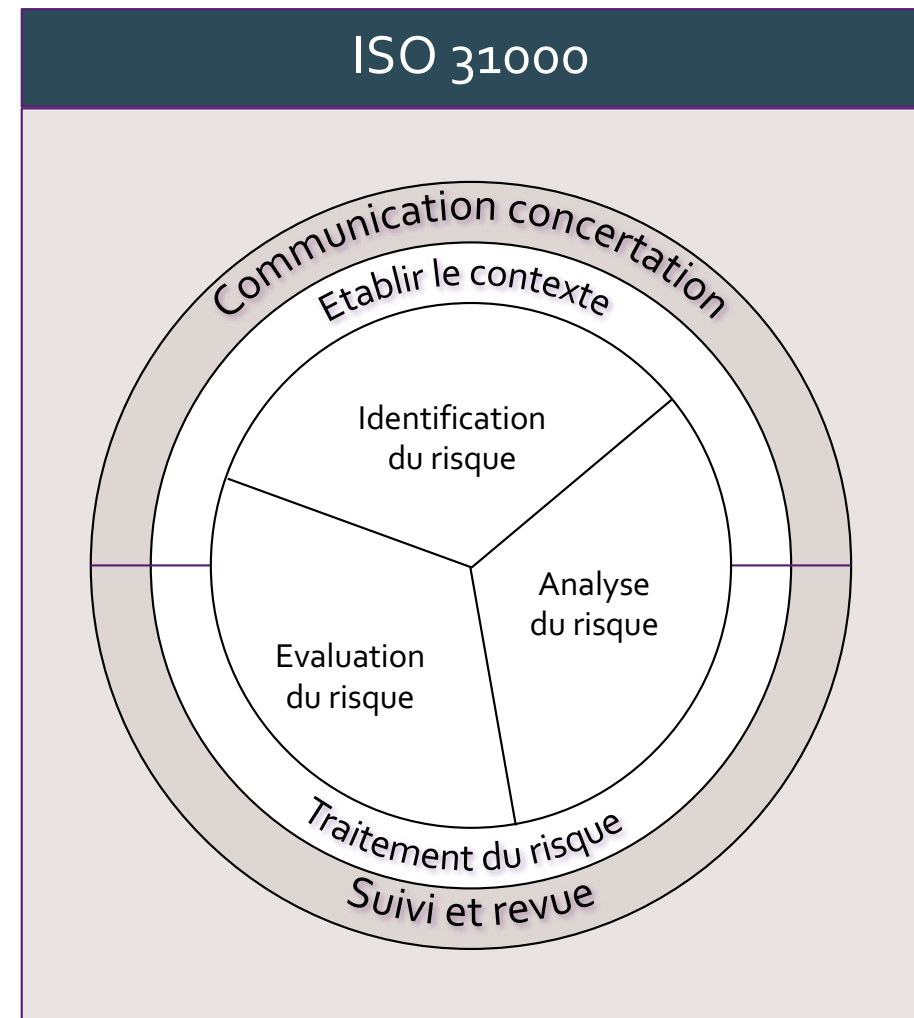 ISO 31000
Communication concertation
Etablir le contexte
Identification
du risque
Analyse
du risque
Evaluation
du risque
Traitement du risque
Suivi et revue